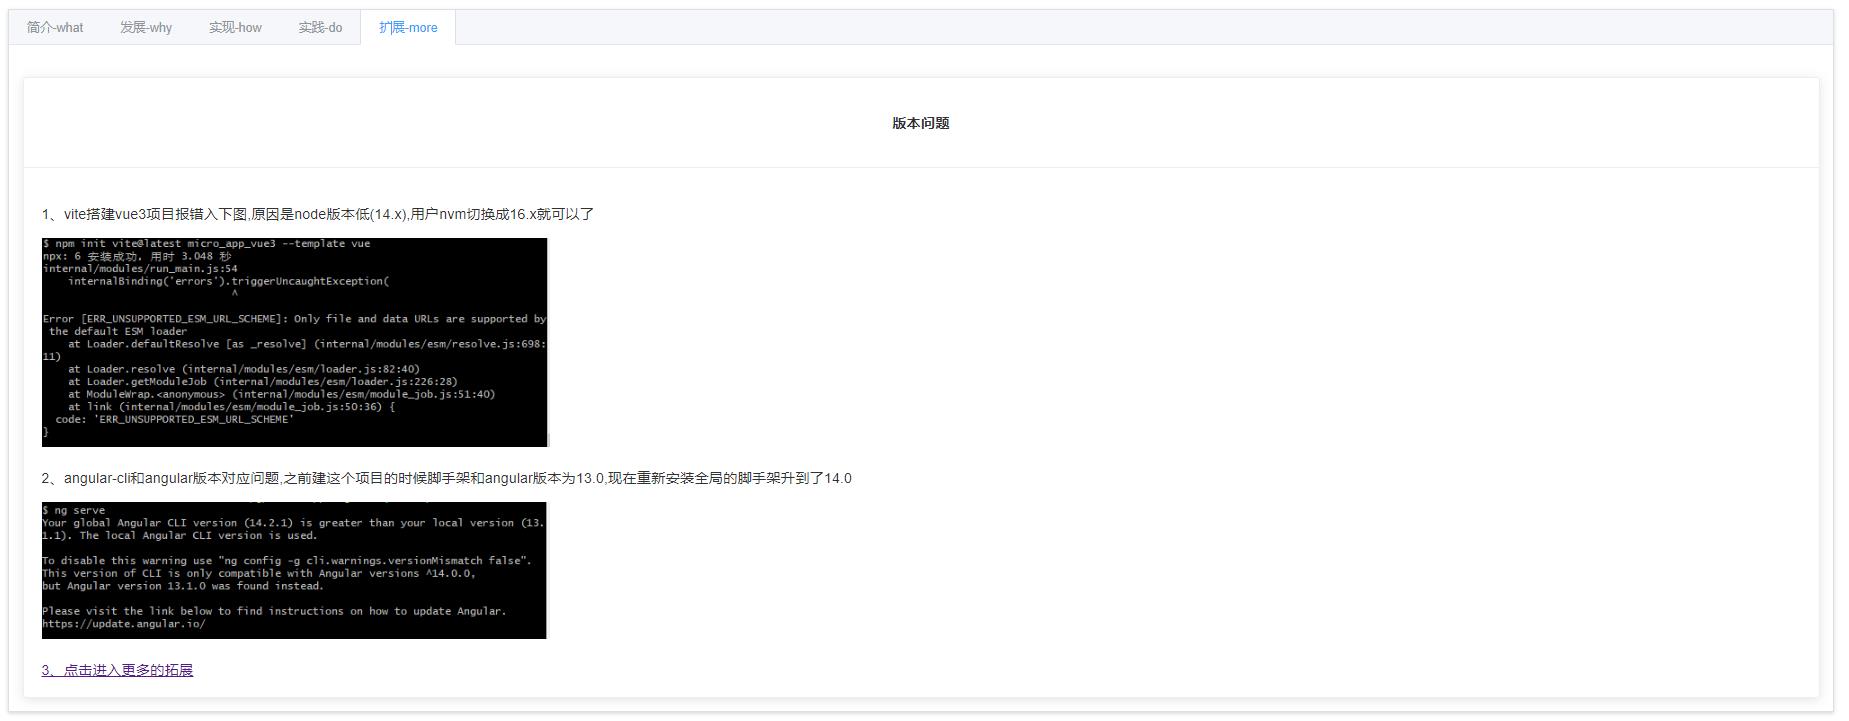 简介-what
发展-why
实现-how
实践-do
扩展-more
版本问题
1、vite搭建vue3项目报错入下图,原因是node版本低(14.x),用户nvm切换成16.x就可以了
$ npm init vite@latest micro_app_vue3 --template vue
npx: 6 安装成功，用时 3.048 秒
internal/modules/run_main.js:54
internalBinding('errors').triggerUncaughtException(
^
Error [ERR_UNSUPPORTED_ESM_URL_SCHEME]: Only file and data URLs are supported by
the default ESM loader
at Loader.defaultResolve [as _resolve] (internal/modules/esm/resolve.js:698:
11)
at Loader.resolve (internal/modules/esm/loader.js:82:40)
at Loader.getModuleJob (internal/modules/esm/loader.js:226:28)
at ModuleWrap.<anonymous> (internal/modules/esm/module_job.js:51:40)
at link (internal/modules/esm/module_job.js:50:36) {
code: 'ERR_UNSUPPORTED_ESM_URL_SCHEME'
}
2、angular-cli和angular版本对应问题,之前建这个项目的时候脚手架和angular版本为13.0,现在重新安装全局的脚手架升到了14.0
$ ng serve
Your global Angular CLI version (14.2.1) is greater than your local version (13.
1.1). The local Angular CLI version is used.
To disable this warning use "ng config -g cli.warnings.versionMismatch false".
This version of CLI is only compatible with Angular versions ^14.0.0,
but Angular version 13.1.0 was found instead.
Please visit the link below to find instructions on how to update Angular.
https://update.angular.io/
3、点击进入更多的拓展